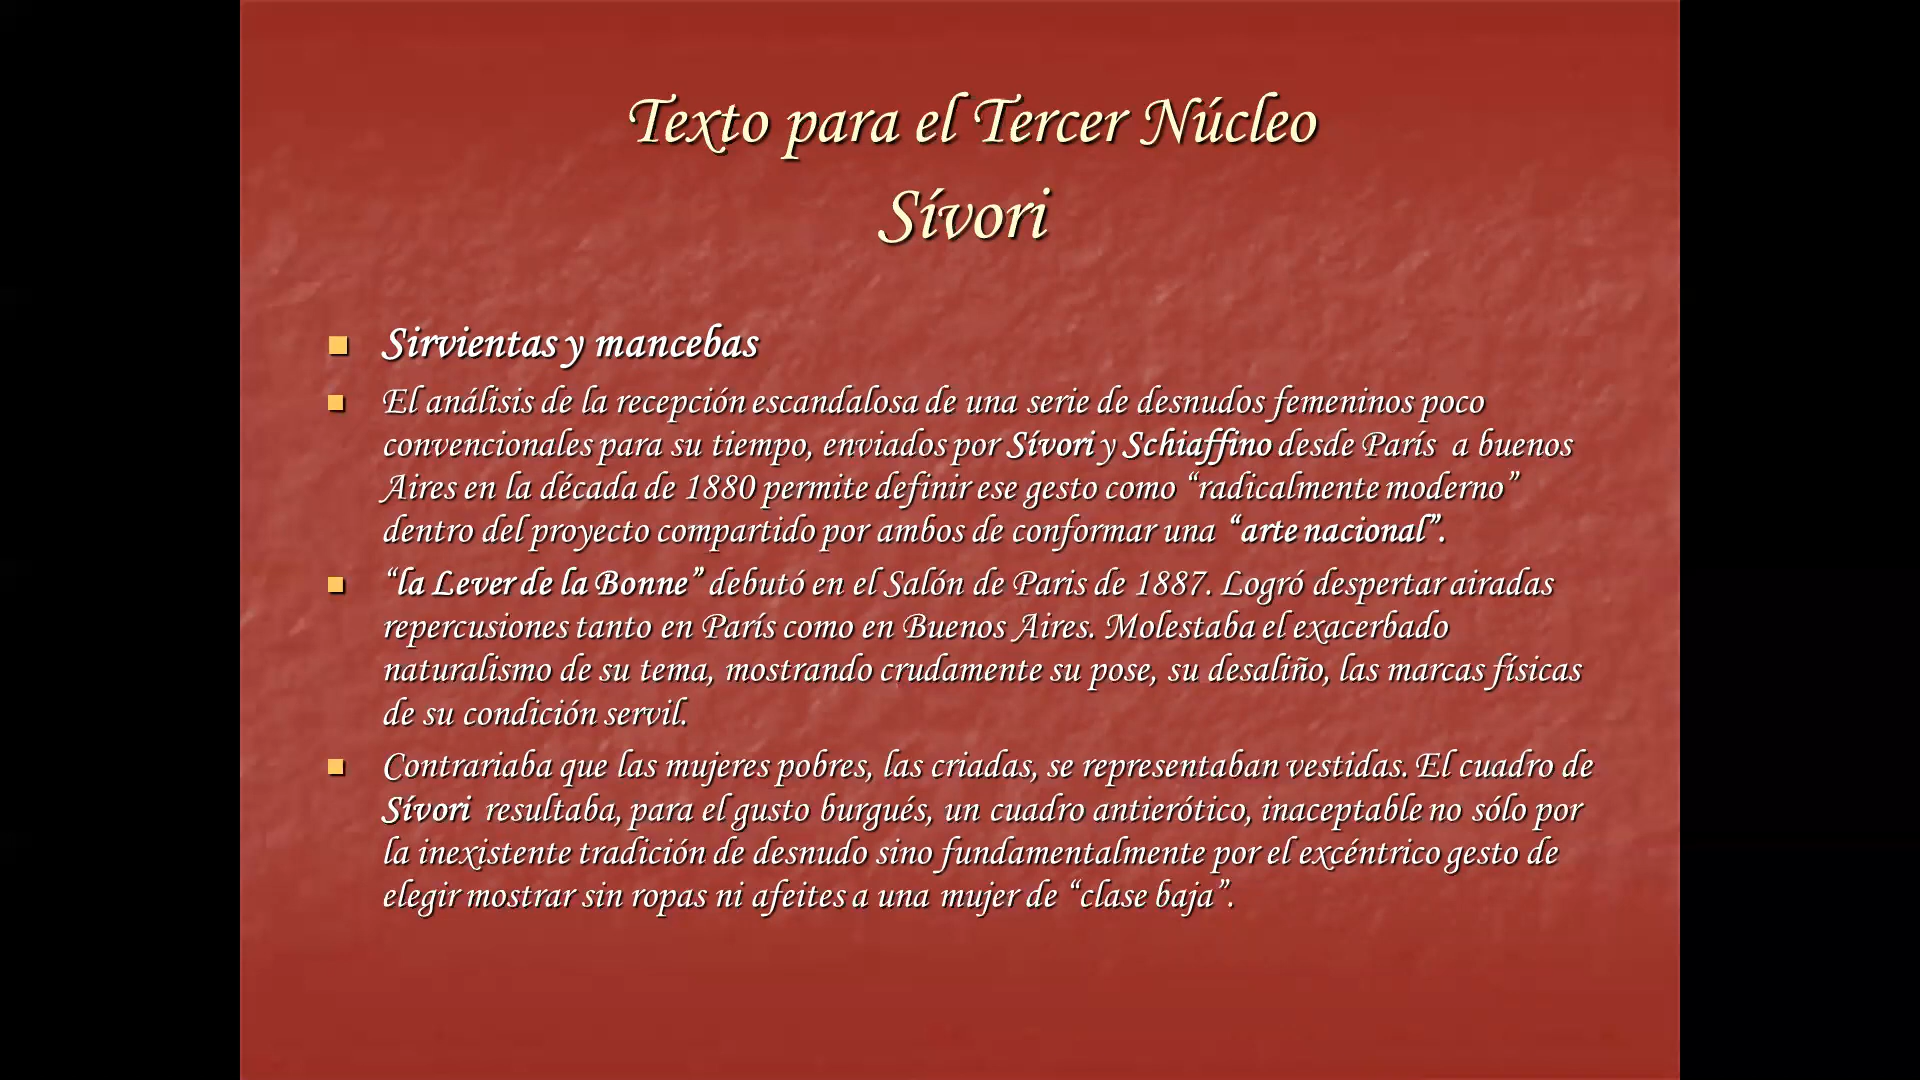 Texto para el Tercer Núcleo
Sívori
Sirvientas y mancebas
El análisis de la recepción escandalosa de una serie de desnudos femeninos poco
convencionales para su tiempo, enviados por Sívori y Schiaffino desde París a buenos
Aires en la década de 1880 permite definir ese gesto como “radicalmente moderno”
dentro del proyecto compartido por ambos de conformar una “arte nacional”.
“la Lever de la Bonne” debutó en el Salón de Paris de 1887. Logró despertar airadas
repercusiones tanto en París como en Buenos Aires. Molestaba el exacerbado
naturalismo de su tema, mostrando crudamente su pose, su desaliño, las marcas físicas
de su condición servil.
Contrariaba que las mujeres pobres, las criadas, se representaban vestidas. El cuadro de
Sívori resultaba, para el gusto burgués, un cuadro antierótico, inaceptable no sólo por
la inexistente tradición de desnudo sino fundamentalmente por el excéntrico gesto de
elegir mostrar sin ropas ni afeites a una mujer de “clase baja”.